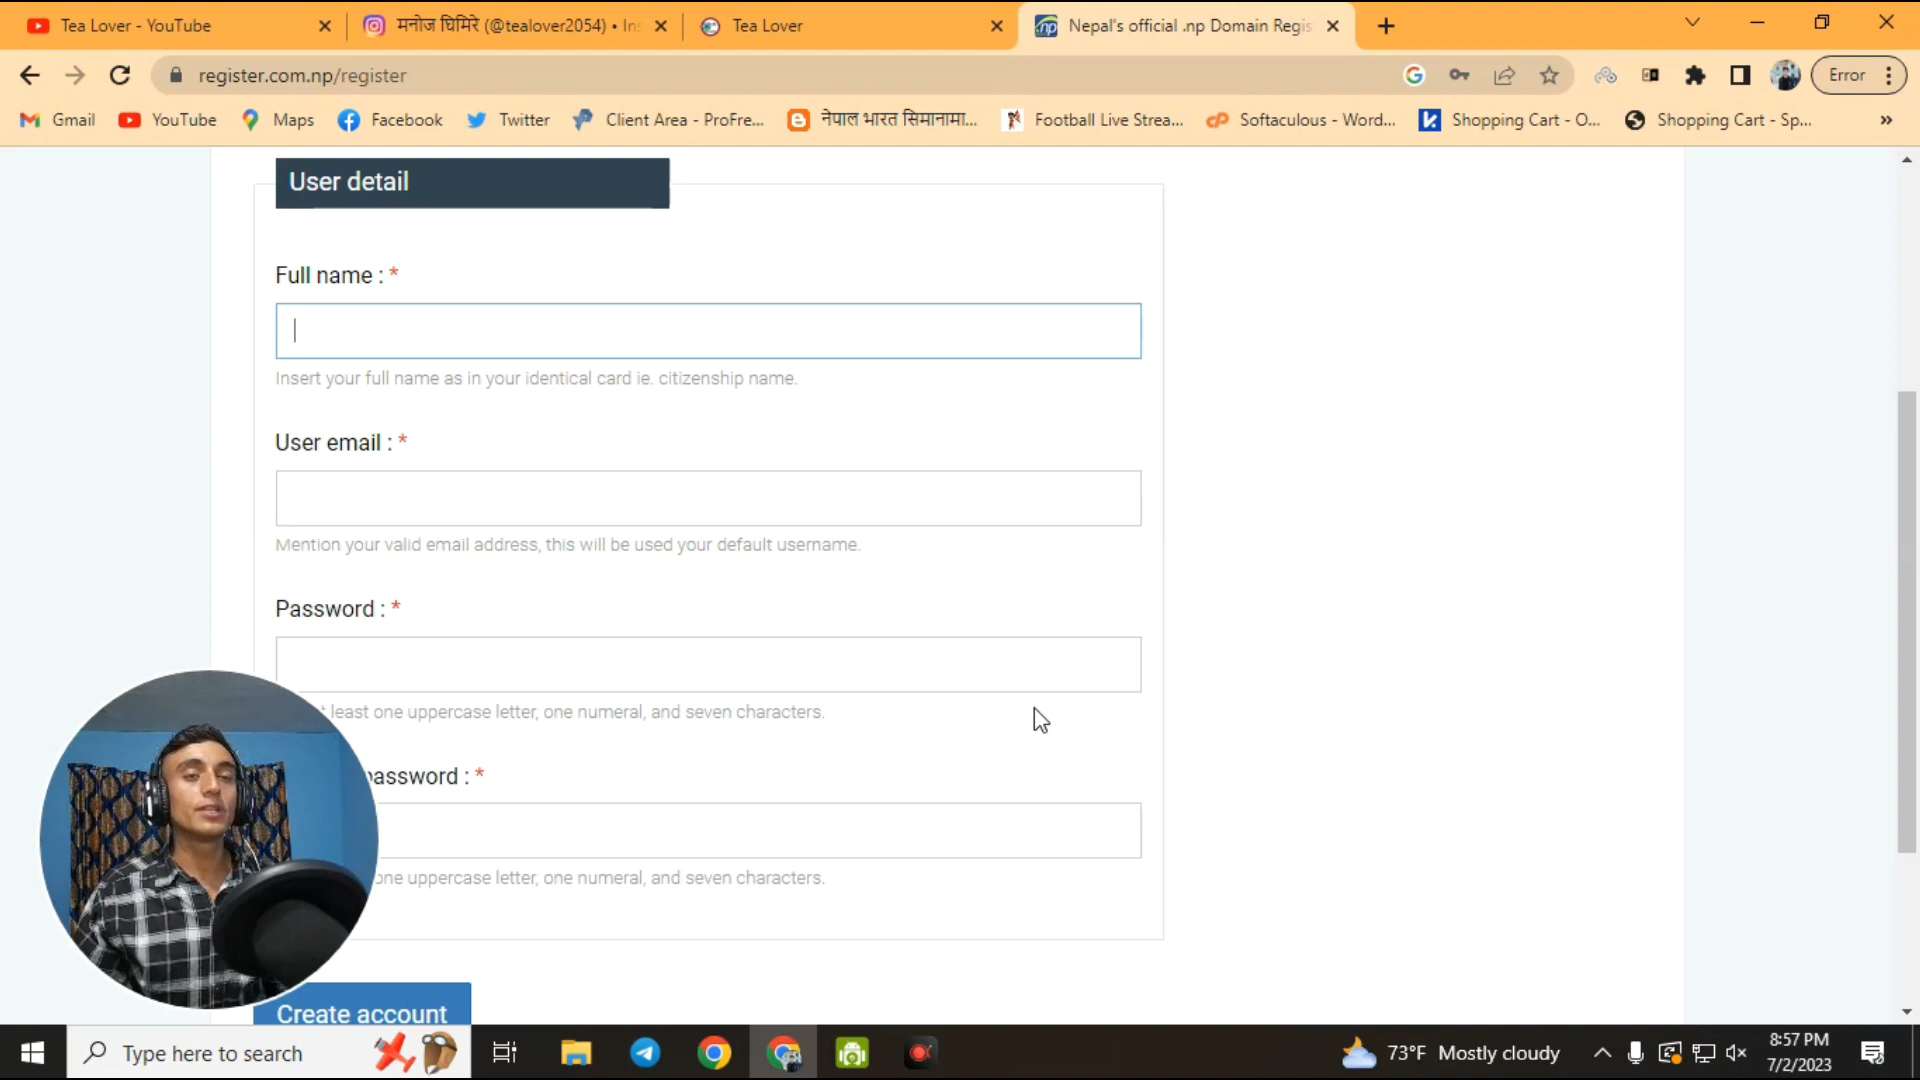 Tea Lover - YouTube
मनोज घिमिरे (@tealover2054) • In
Tea Lover
Nepal's official .np Domain Regis
register.com.np/register
Error
Gmail
YouTube
Maps
Facebook
Twitter
Client Area - ProFre...
नेपाल भारत सिमानामा...
Football Live Strea...
Softaculous - Word...
Shopping Cart - O...
Shopping Cart - Sp...
»
User detail
Full name : *
Insert your full name as in your identical card ie. citizenship name.
User email : *
Mention your valid email address, this will be used your default username.
Password : *
least one uppercase letter, one numeral, and seven characters.
password : *
one uppercase letter, one numeral, and seven characters.
Create account
Type here to search
73°F Mostly cloudy
8:57 PM
7/2/2023